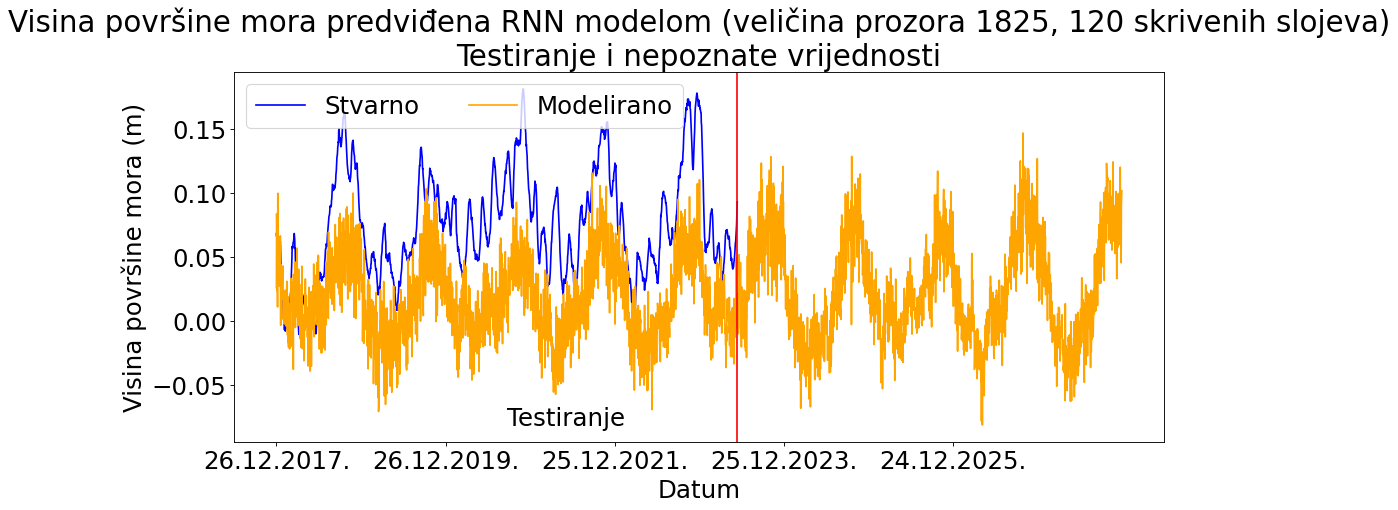 Visina površine mora predviđena RNN modelom (veličina prozora 1825, 120 skrivenih slojeva)
Testiranje i nepoznate vrijednosti
Stvarno
Modelirano
Visina površine mora (m)
0.15
0.10
0.05
0.00
−0.05
Testiranje
26.12.2017.
26.12.2019.
25.12.2021.
25.12.2023.
24.12.2025.
Datum